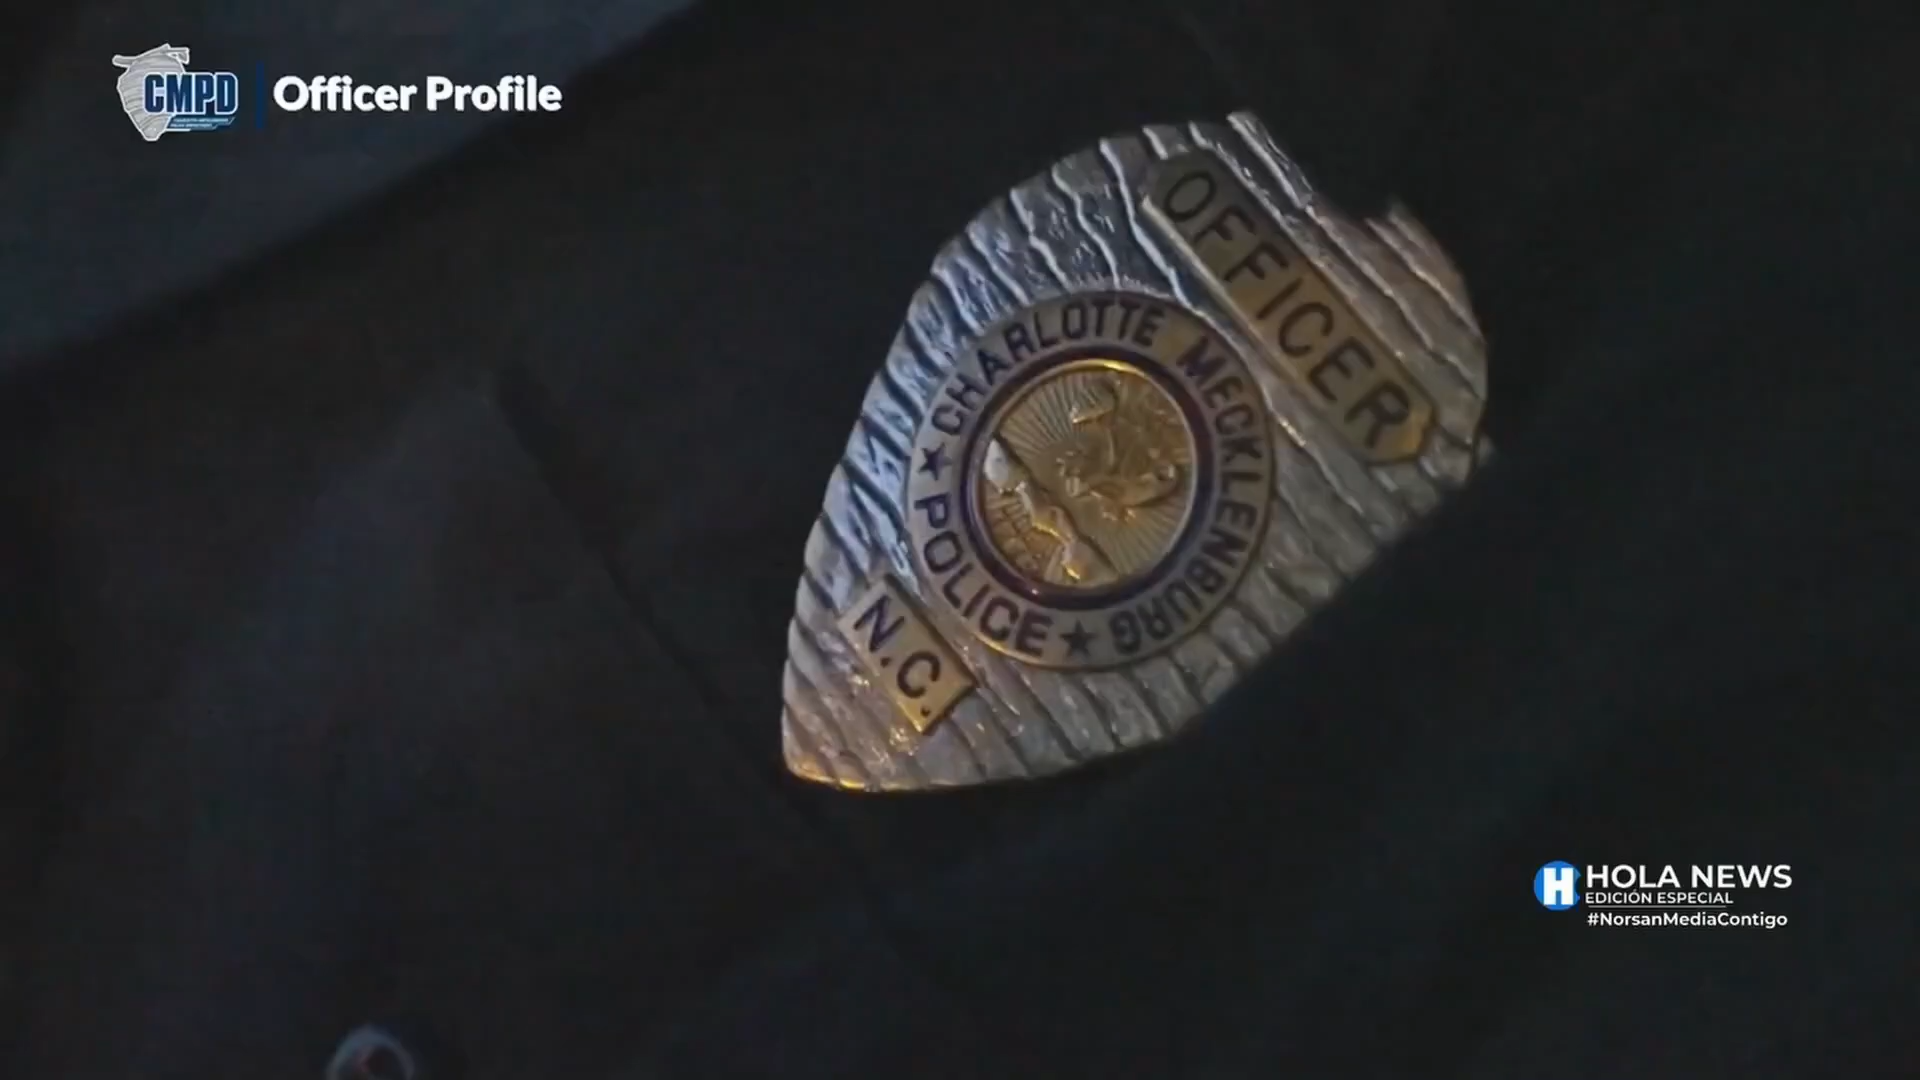 CMPD
Officer Profile
OFFICER
CHARLOTTE MECKLENBURG
★ POLICE ★
N.C.
H HOLA NEWS
EDICIÓN ESPECIAL
#NorsanMediaContigo